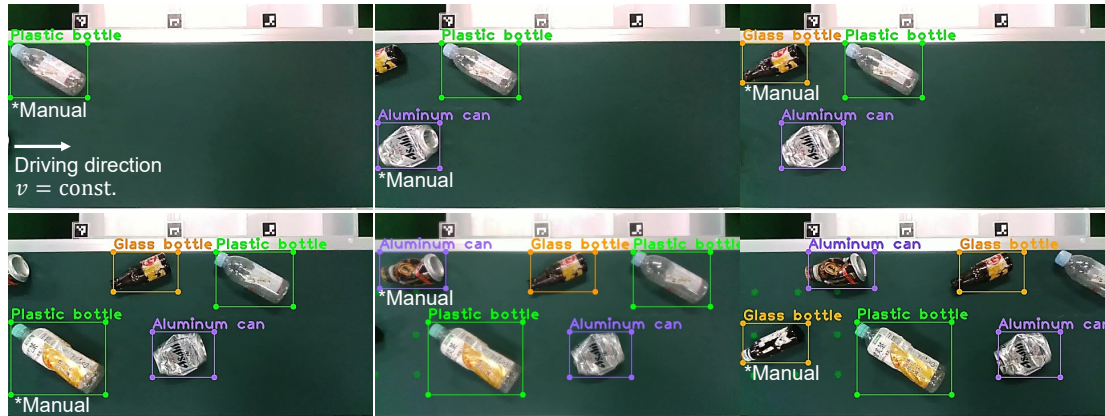 Plastic bottle
*Manual
Driving direction
v = const.
Plastic bottle
Aluminum can
*Manual
Glass bottle
Plastic bottle
*Manual
Aluminum can
Glass bottle
Plastic bottle
Plastic bottle
Aluminum can
*Manual
Aluminum can
Glass bottle
Plastic bottle
*Manual
Plastic bottle
Aluminum can
Aluminum can
Glass bottle
Glass bottle
Plastic bottle
Aluminum can
*Manual